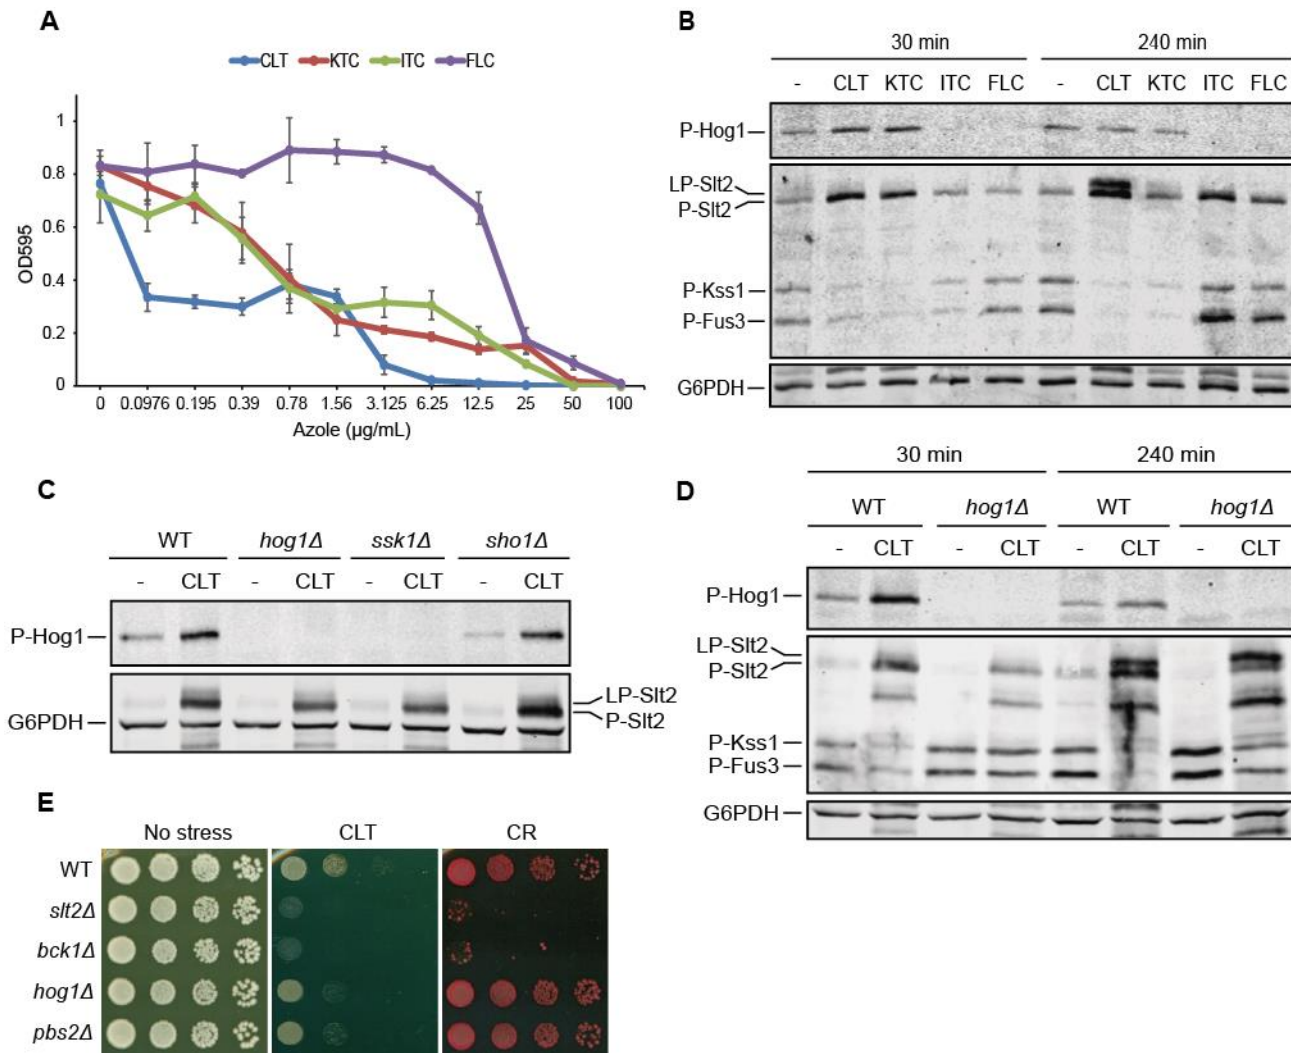 A
CLT KTC ITC FLC
OD595
1
0.8
0.6
0.4
0.2
0
0 0.0976 0.195 0.39 0.78 1.56 3.125 6.25 12.5 25 50 100
Azole (µg/mL)
B
30 min 240 min
- CLT KTC ITC FLC - CLT KTC ITC FLC
P-Hog1
LP-Slt2
P-Slt2
P-Kss1
P-Fus3
G6PDH
C
WT hog1Δ ssk1Δ sho1Δ
- CLT - CLT - CLT - CLT
P-Hog1
LP-Slt2
P-Slt2
G6PDH
D
30 min 240 min
WT hog1Δ WT hog1Δ
- CLT - CLT - CLT - CLT
P-Hog1
LP-Slt2
P-Slt2
P-Kss1
P-Fus3
G6PDH
E
No stress CLT CR
WT
slt2Δ
bck1Δ
hog1Δ
pbs2Δ